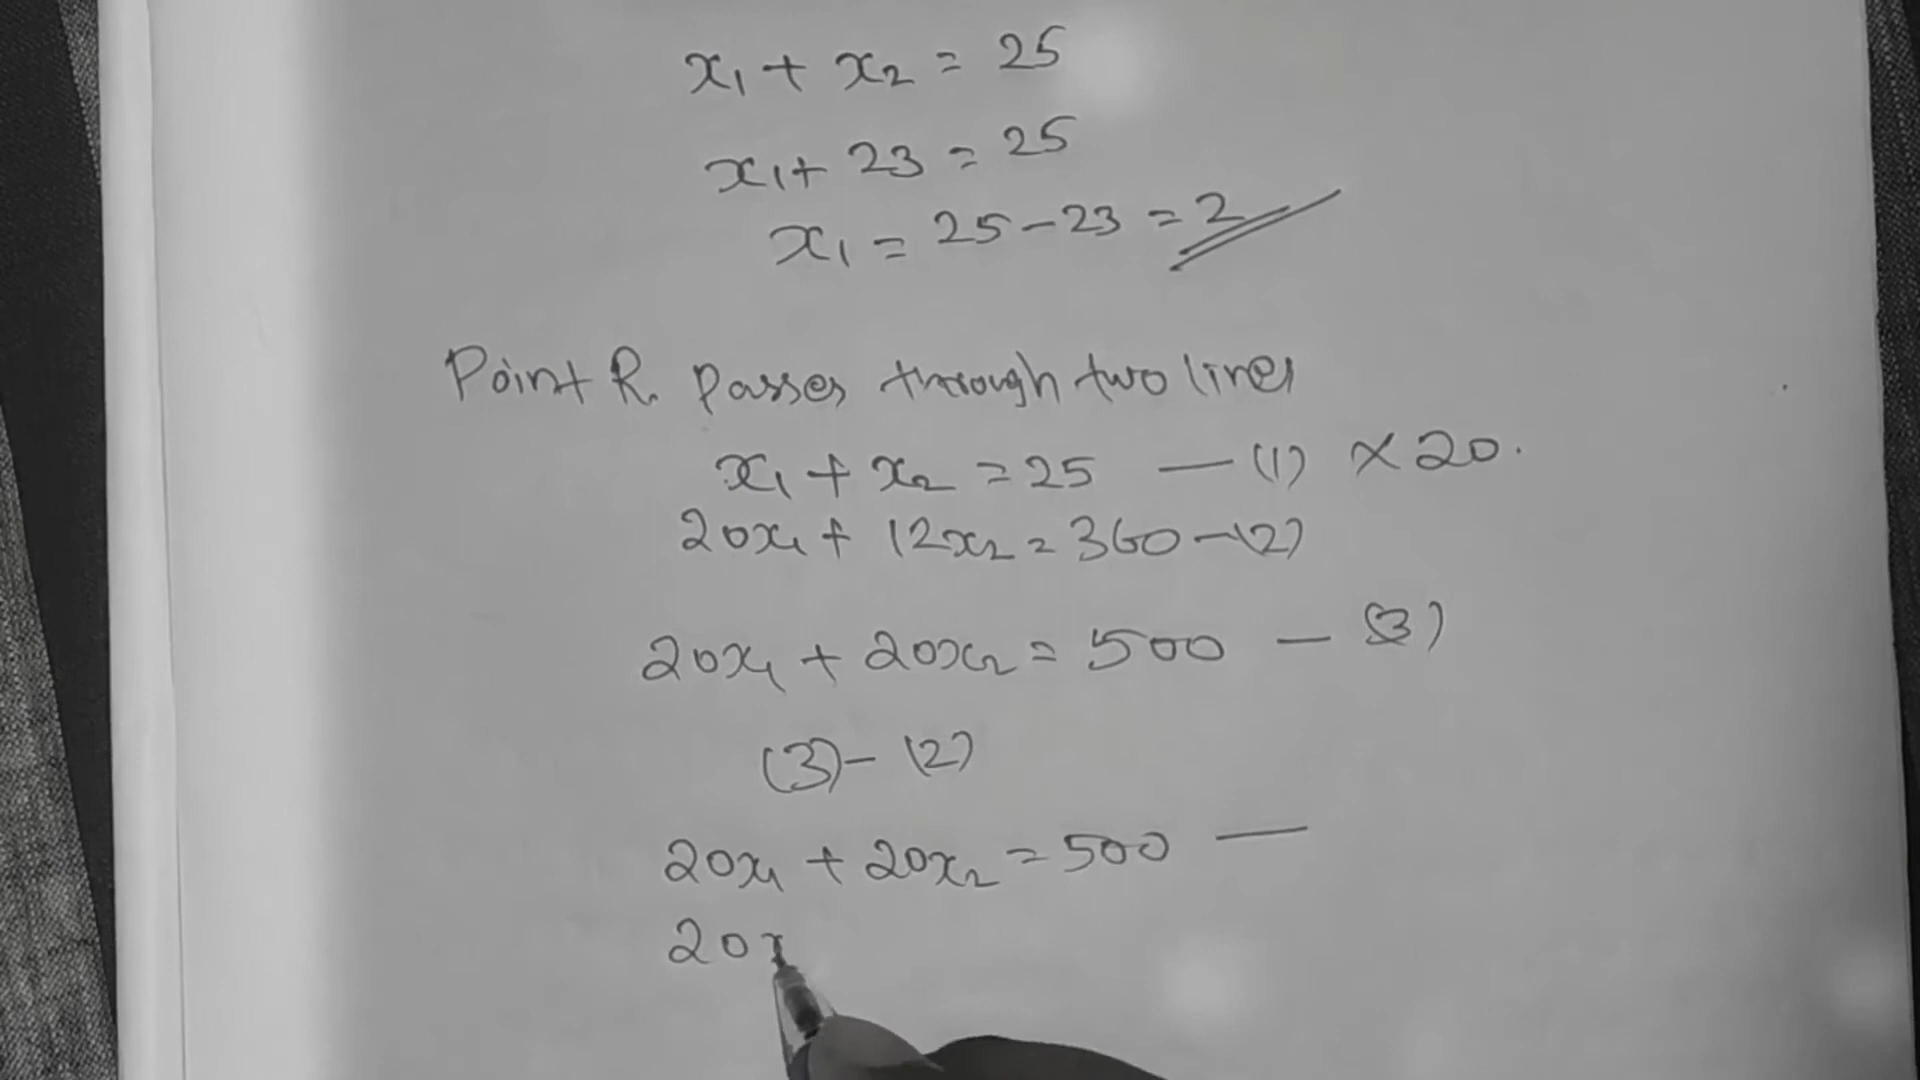 x₁ + x₂ = 25
x₁ + 23 = 25
x₁ = 25 - 23 = 2
Point R. Passes through two lines
x₁ + x₂ = 25 — (1) × 20.
20x₁ + 12x₂ = 360 — (2)
20x₁ + 20x₂ = 500 — (3)
(3) - (2)
20x₁ + 20x₂ = 500 —
20x